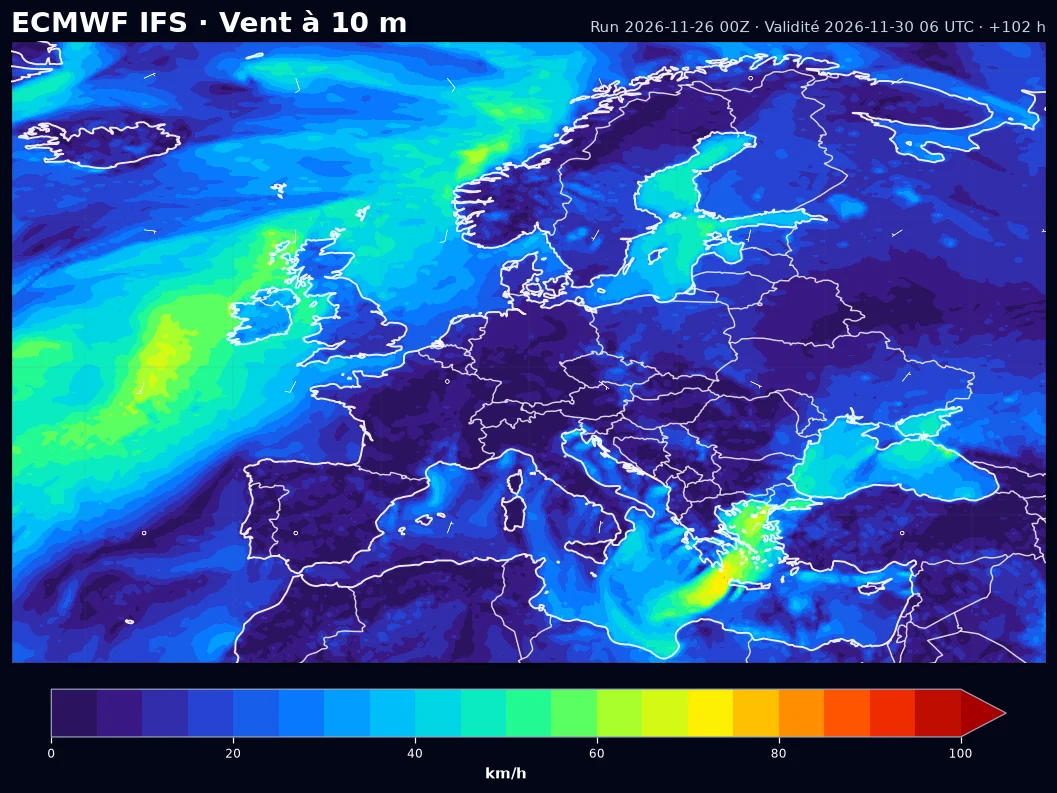 ECMWF IFS · Vent à 10 m
Run 2026-11-26 00Z · Validité 2026-11-30 06 UTC · +102 h
0 20 40 60 80 100
km/h